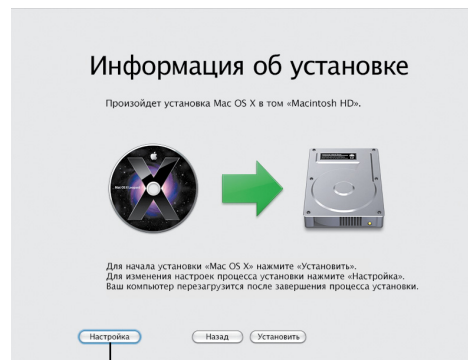 Информация об установке
Произойдет установка Mac OS X в том «Macintosh HD».
Для начала установки «Mac OS X» нажмите «Установить».
Для изменения настроек процесса установки нажмите «Настройка».
Ваш компьютер перезагрузится после завершения процесса установки.
Настройка
Назад
Установить